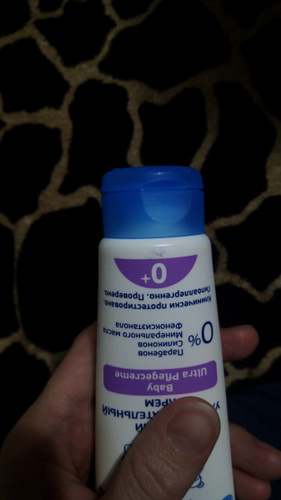 КРЕМ
Baby
Ultra Pflegecreme
0% Парабенов
Силиконов
Минерального масла
Феноксиэтанола
Клинически протестировано.
Гипоаллергенно. Проверено.
0+